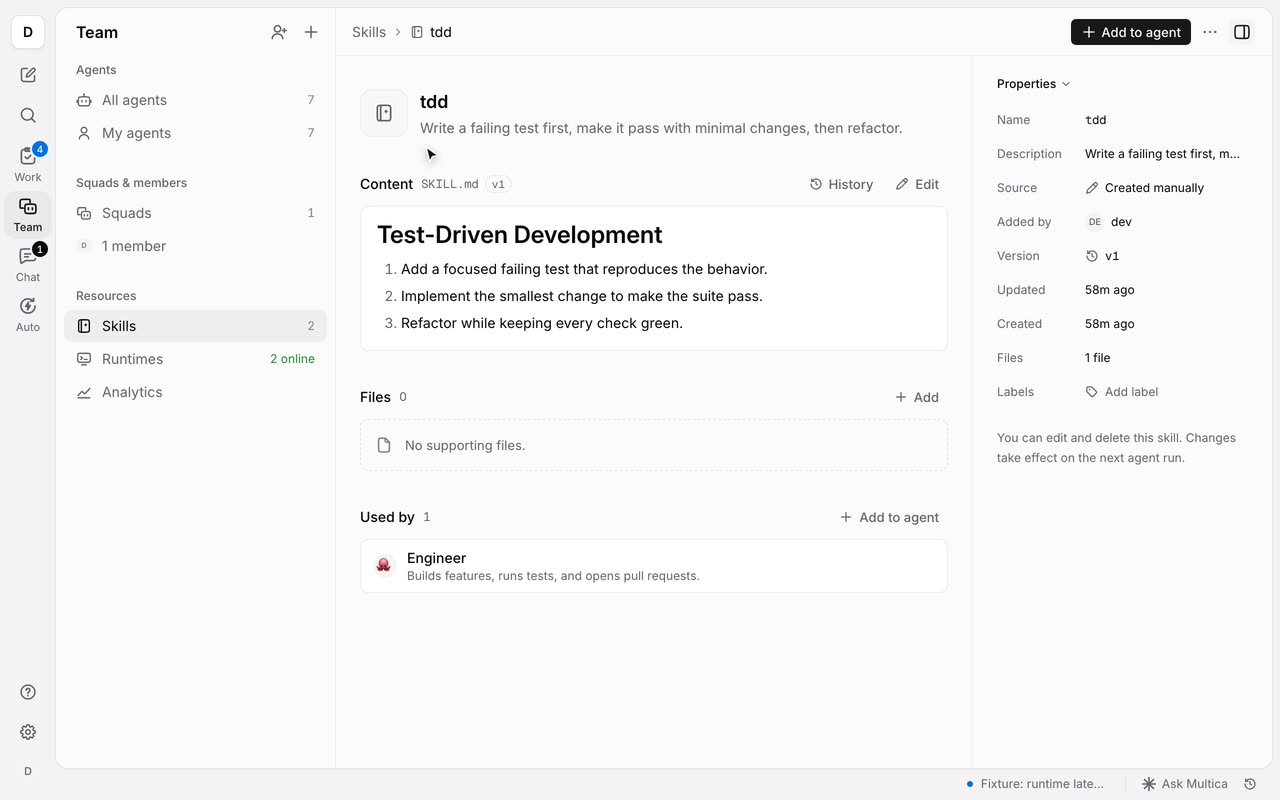 D
Team
Skills
tdd
Add to agent
Agents
All agents 7
My agents 7
4
Work
Team
1
Chat
Auto
Squads & members
Squads 1
D 1 member
Resources
Skills 2
Runtimes 2 online
Analytics
tdd
Write a failing test first, make it pass with minimal changes, then refactor.
Content SKILL.md v1 History Edit
Test-Driven Development
1. Add a focused failing test that reproduces the behavior.
2. Implement the smallest change to make the suite pass.
3. Refactor while keeping every check green.
Files 0 Add
No supporting files.
Used by 1 Add to agent
Engineer
Builds features, runs tests, and opens pull requests.
Properties
Name tdd
Description Write a failing test first, m...
Source Created manually
Added by DE dev
Version v1
Updated 58m ago
Created 58m ago
Files 1 file
Labels Add label
You can edit and delete this skill. Changes
take effect on the next agent run.
D
Fixture: runtime late... Ask Multica